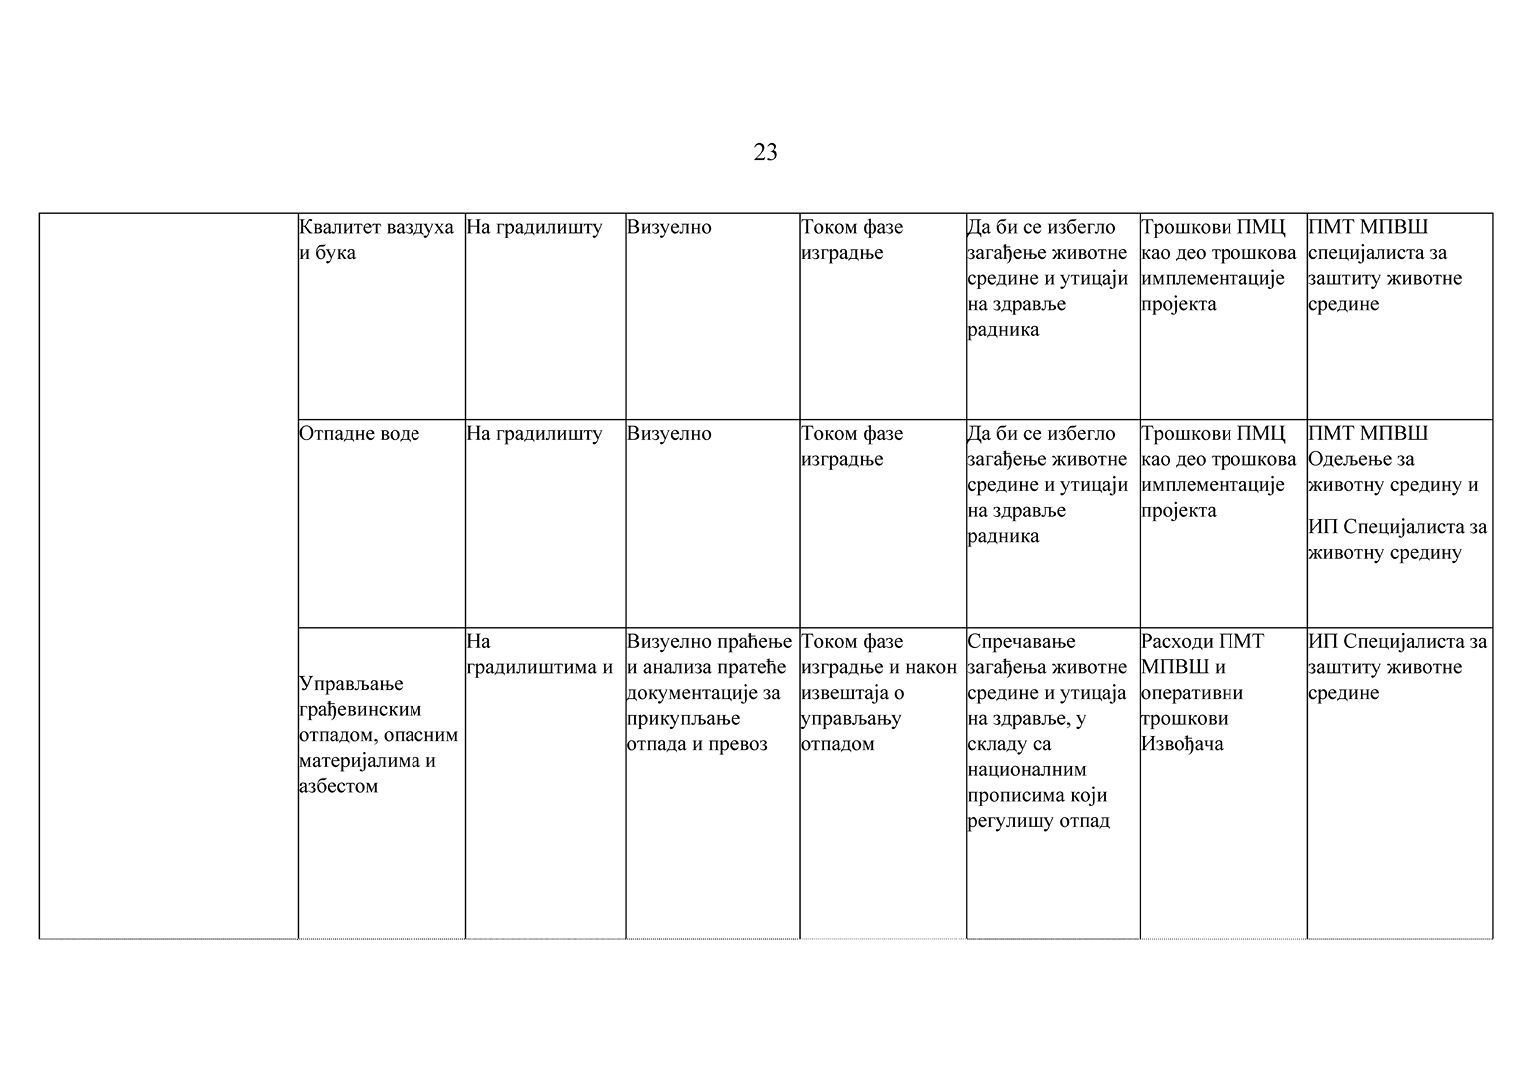 23
Квалитет ваздуха
и бука
На градилишту
Визуелно
Током фазе
изградње
Да би се избегло
загађење животне
средине и утицаји
на здравље
радника
Трошкови ПМЦ
као део трошкова
имплементације
пројекта
ПМТ МПВШ
специјалиста за
заштиту животне
средине
Отпадне воде
На градилишту
Визуелно
Током фазе
изградње
Да би се избегло
загађење животне
средине и утицаји
на здравље
радника
Трошкови ПМЦ
као део трошкова
имплементације
пројекта
ПМТ МПВШ
Одељење за
животну средину и
ИП Специјалиста за
животну средину
Управљање
грађевинским
отпадом, опасним
материјалима и
азбестом
На
градилиштима и
Визуелно праћење
и анализа пратеће
документације за
прикупљање
отпада и превоз
Током фазе
изградње и након
извештаја о
управљању
отпадом
Спречавање
загађења животне
средине и утицаја
на здравље, у
складу са
националним
прописима који
регулишу отпад
Расходи ПМТ
МПВШ и
оперативни
трошкови
Извођача
ИП Специјалиста за
заштиту животне
средине